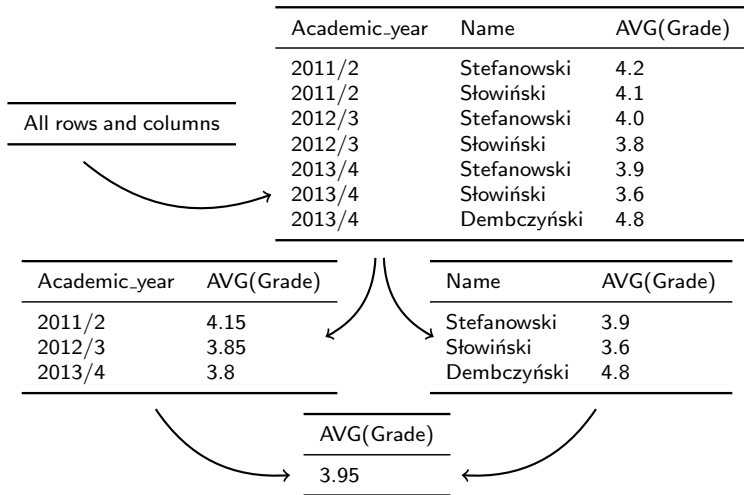 Academic_year Name AVG(Grade)
2011/2 Stefanowski 4.2
2011/2 Słowiński 4.1
2012/3 Stefanowski 4.0
2012/3 Słowiński 3.8
2013/4 Stefanowski 3.9
2013/4 Słowiński 3.6
2013/4 Dembczyński 4.8
All rows and columns
Academic_year AVG(Grade)
2011/2 4.15
2012/3 3.85
2013/4 3.8
Name AVG(Grade)
Stefanowski 3.9
Słowiński 3.6
Dembczyński 4.8
AVG(Grade)
3.95